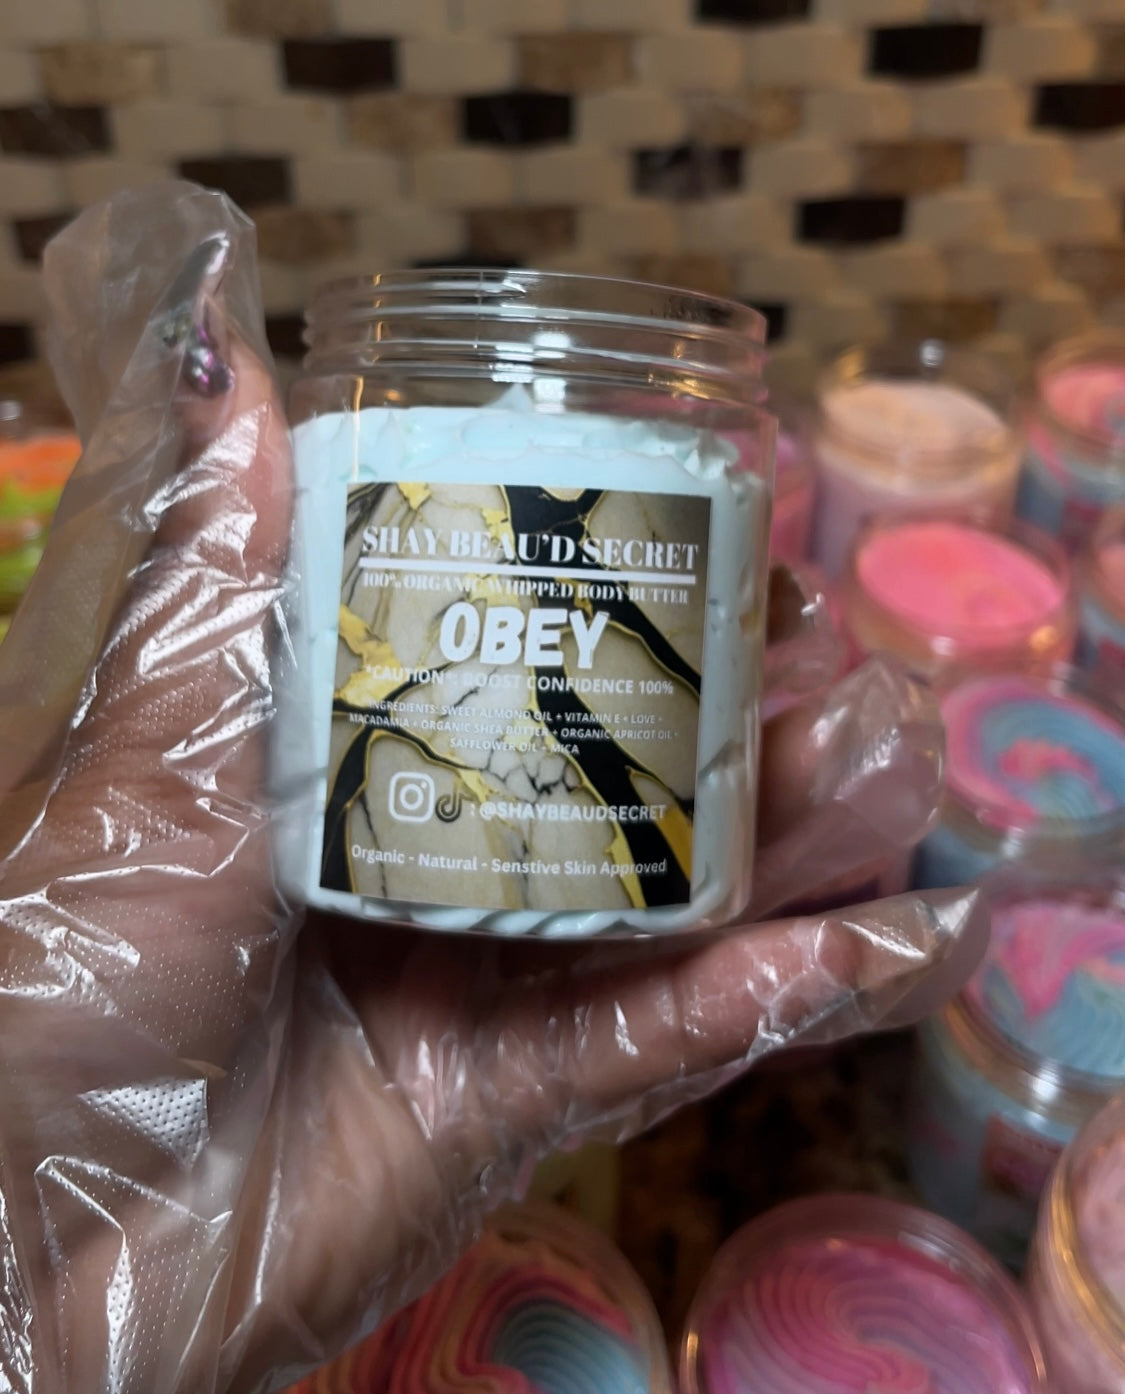 SHAY BEAU'D SECRET
100% ORGANIC WHIPPED BODY BUTTER
OBEY
*CAUTION*: BOOST CONFIDENCE 100%
INGREDIENTS: SWEET ALMOND OIL + VITAMIN E + LOVE +
MACADAMIA + ORGANIC SHEA BUTTER + ORGANIC APRICOT OIL +
SAFFLOWER OIL + MICA
: @SHAYBEAUDSECRET
Organic - Natural - Senstive Skin Approved